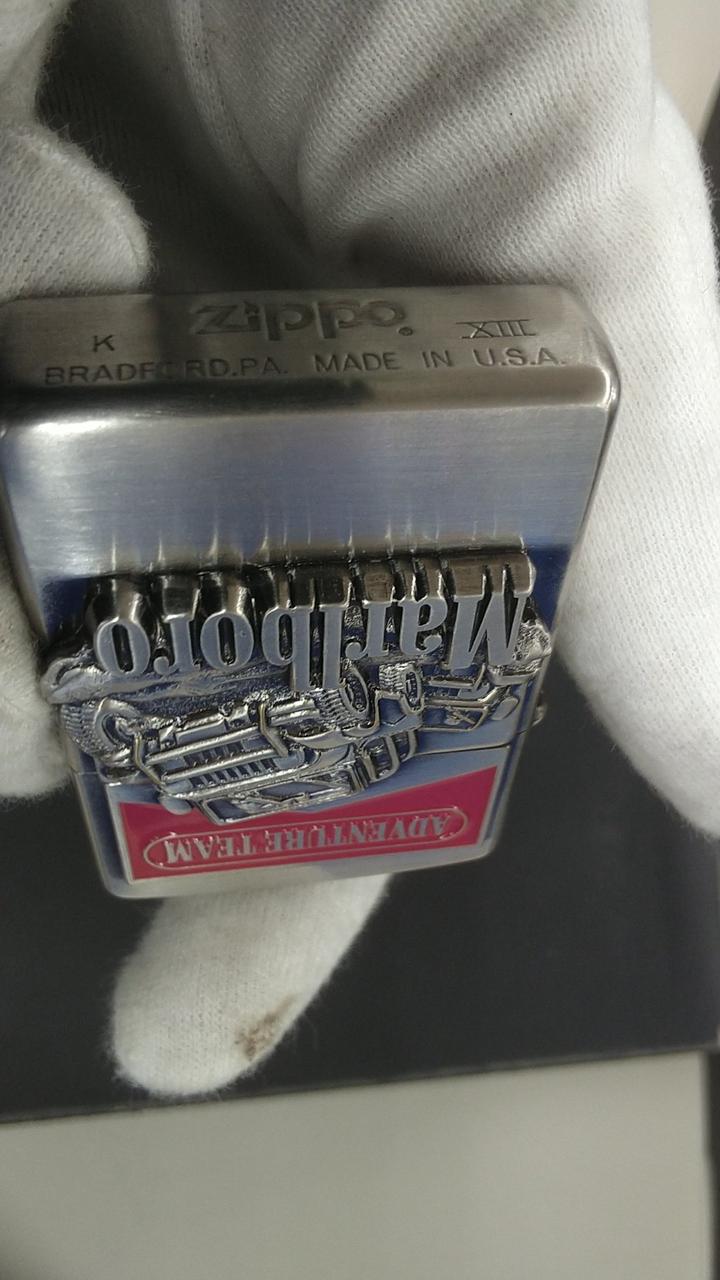 Zippo
K XIII
BRADFORD.PA. MADE IN U.S.A.
Marlboro
ADVENTURE TEAM